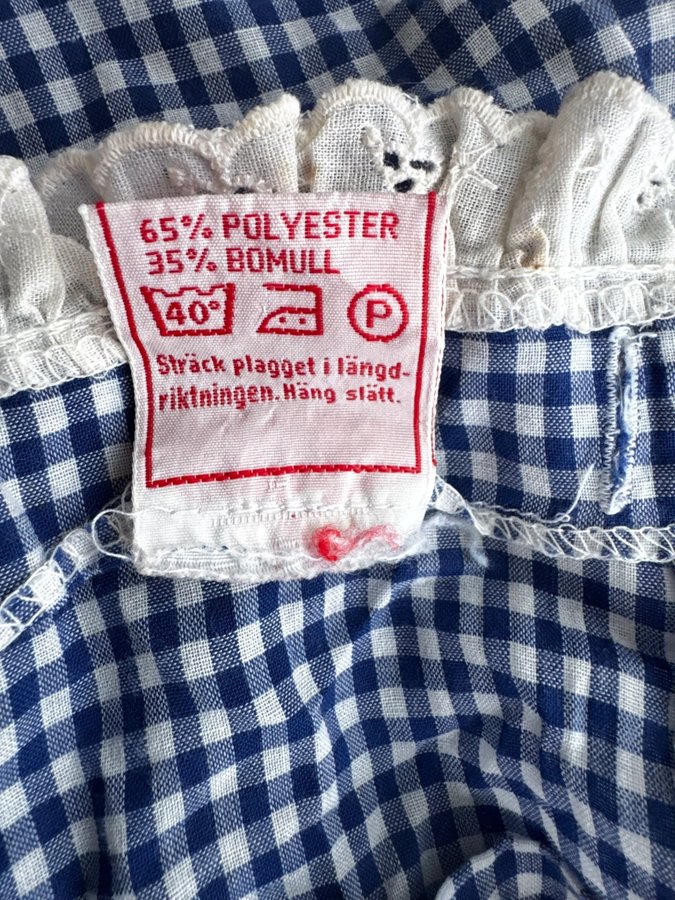 65% POLYESTER
35% BOMULL
40° P
Sträck plagget i längd-
riktningen. Häng slätt.